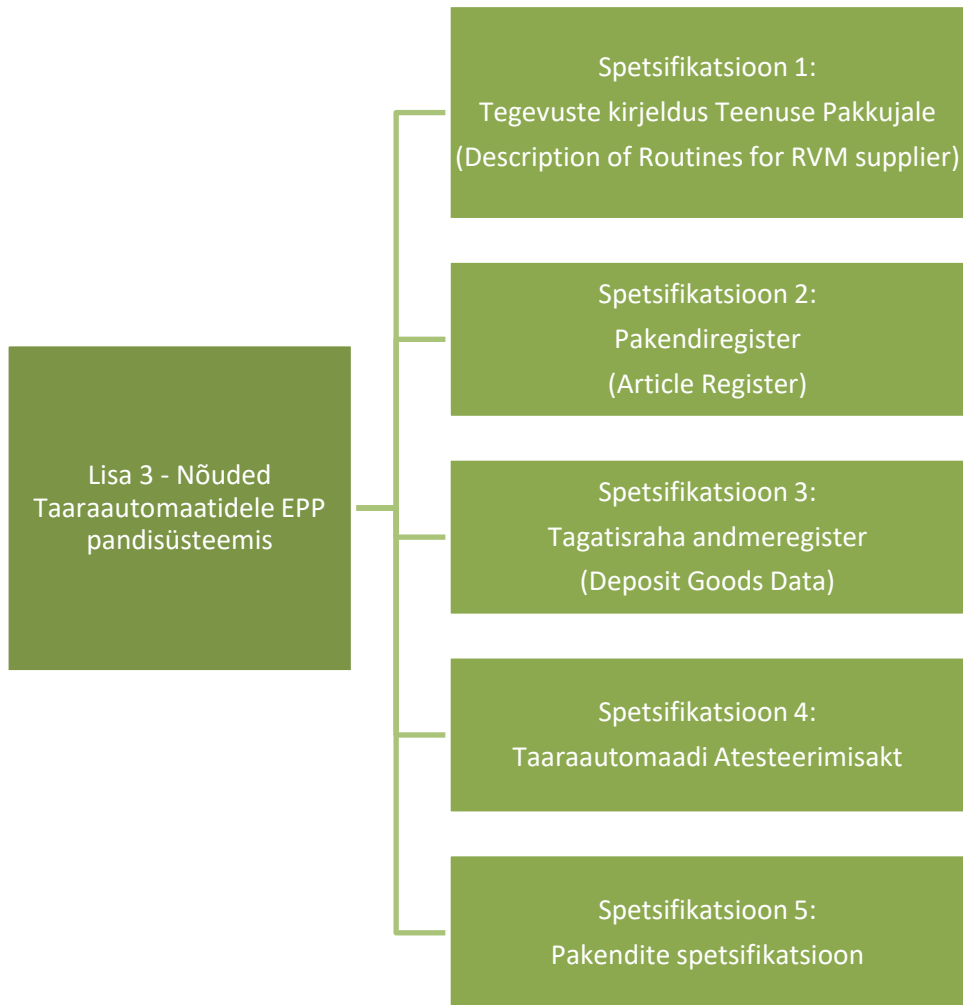 Spetsifikatsioon 1:
Tegevuste kirjeldus Teenuse Pakkujale
(Description of Routines for RVM supplier)
Spetsifikatsioon 2:
Pakendiregister
(Article Register)
Lisa 3 - Nõuded
Taaraautomaatidele EPP
pandisüsteemis
Spetsifikatsioon 3:
Tagatisraha andmeregister
(Deposit Goods Data)
Spetsifikatsioon 4:
Taaraautomaadi Atesteerimisakt
Spetsifikatsioon 5:
Pakendite spetsifikatsioon